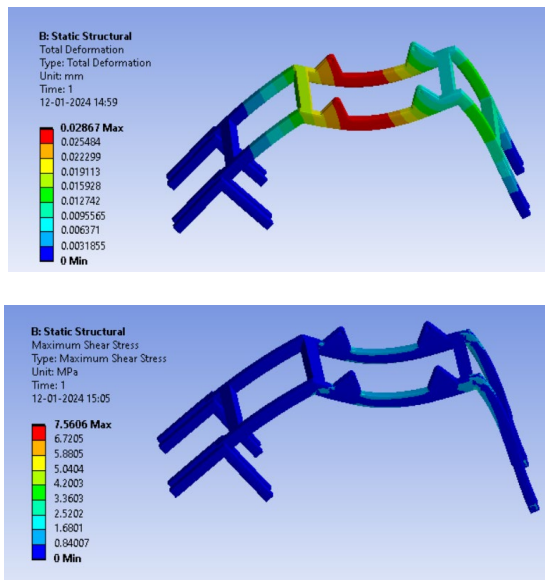 B: Static Structural
Total Deformation
Type: Total Deformation
Unit: mm
Time: 1
12-01-2024 14:59
0.02867 Max
0.025484
0.022299
0.019113
0.015928
0.012742
0.0095565
0.006371
0.0031855
0 Min
B: Static Structural
Maximum Shear Stress
Type: Maximum Shear Stress
Unit: MPa
Time: 1
12-01-2024 15:05
7.5606 Max
6.7205
5.8805
5.0404
4.2003
3.3603
2.5202
1.6801
0.84007
0 Min